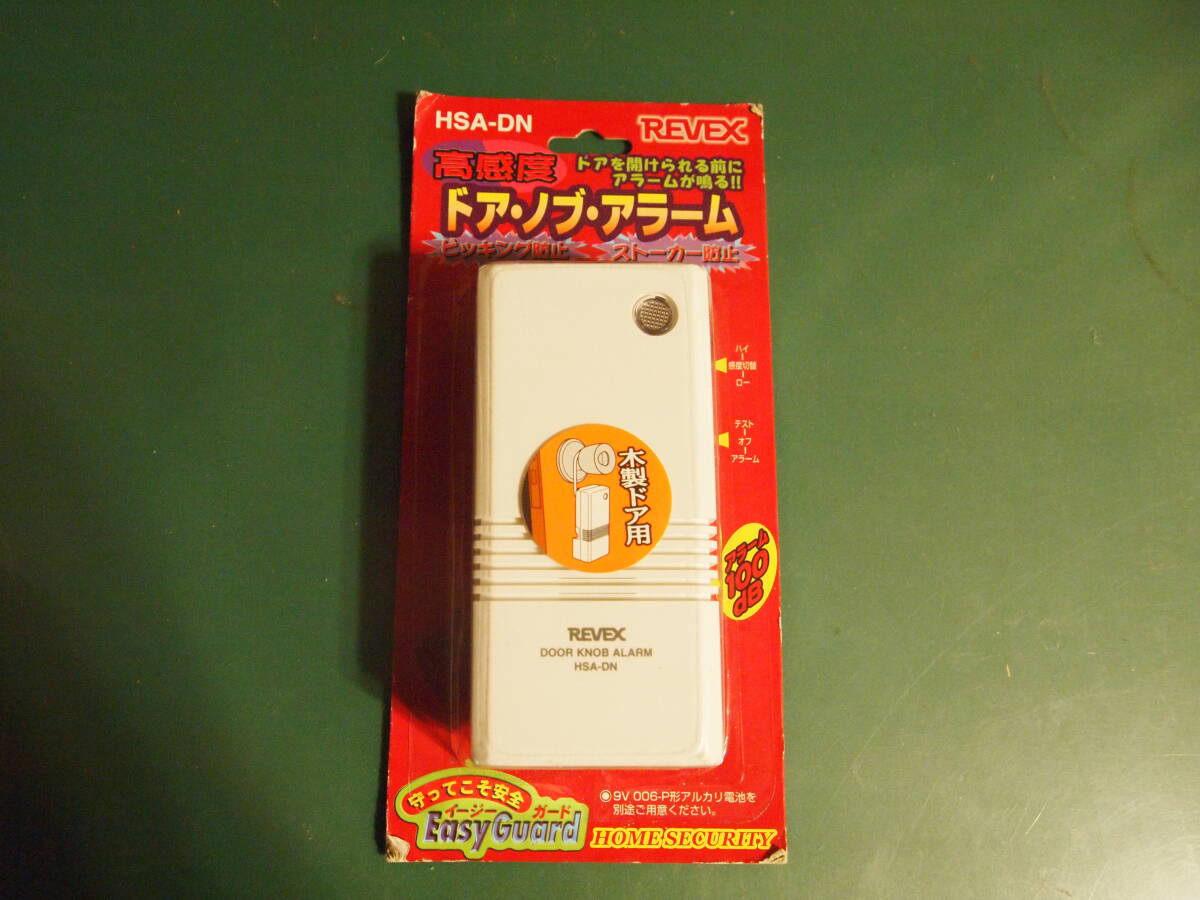 HSA-DN
REVEX
高感度
ドアを開けられる前に
アラームが鳴る!!
ドア・ノブ・アラーム
ピッキング防止
ストーカー防止
ハイ
感度切替
ロー
テスト
オフ
アラーム
木製ドア用
アラーム
100
dB
REVEX
DOOR KNOB ALARM
HSA-DN
守ってこそ安全
イージー ガード
EasyGuard
◉9V 006-P形アルカリ電池を
別途ご用意ください。
HOME SECURITY